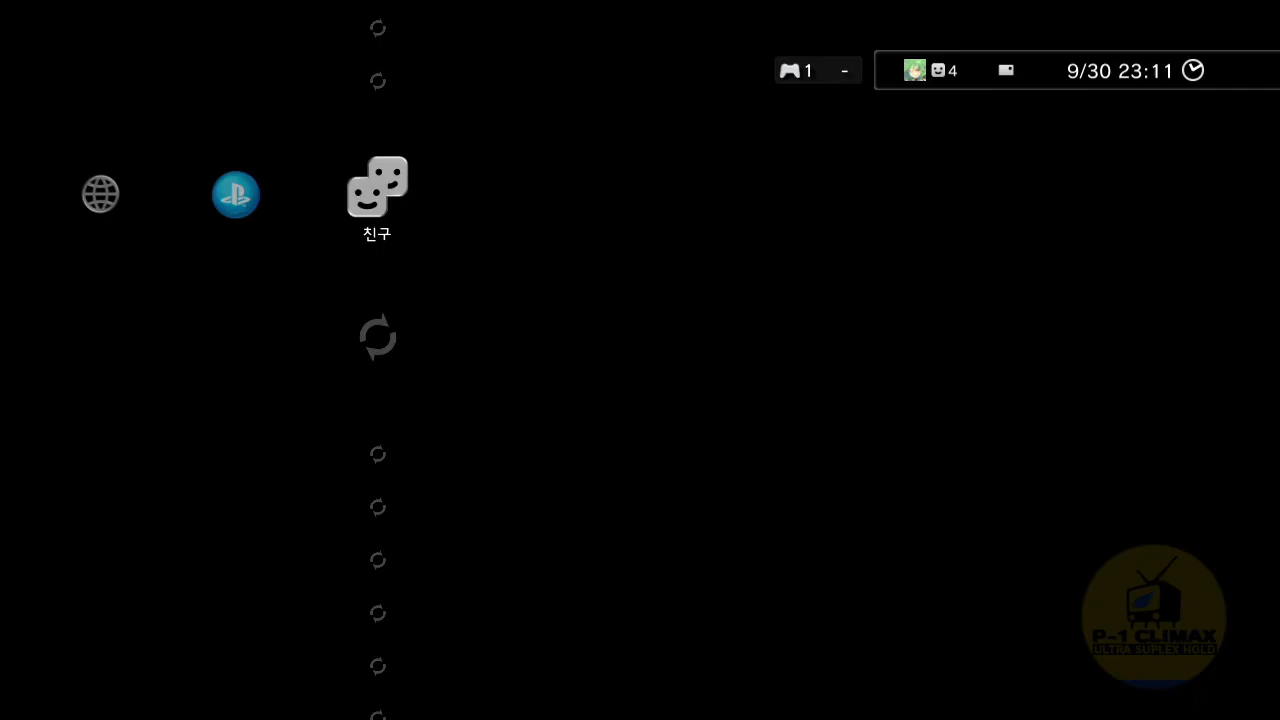 1 -
4
9/30 23:11
친구
P-1 CLIMAX
ULTRA SUPLEX HOLD